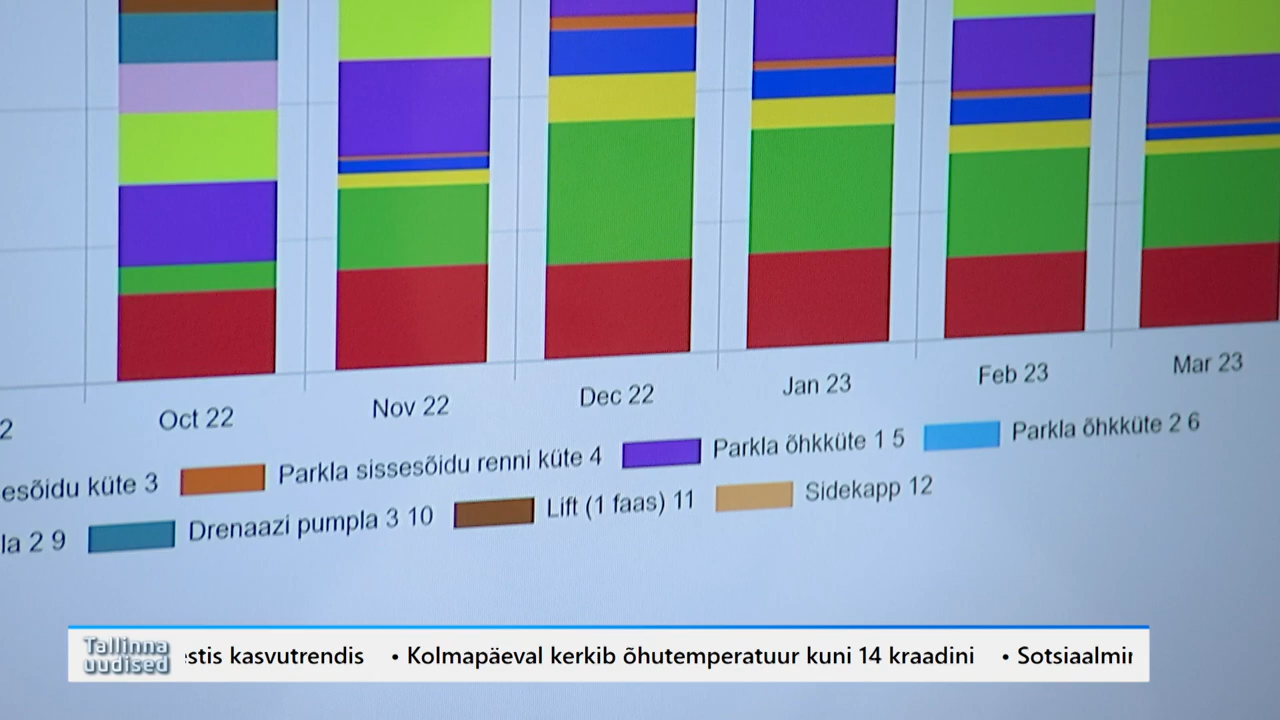 2 Oct 22 Nov 22 Dec 22 Jan 23 Feb 23 Mar 23
esõidu küte 3 Parkla sissesõidu renni küte 4 Parkla õhkküte 1 5 Parkla õhkküte 2 6
la 2 9 Drenaazi pumpla 3 10 Lift (1 faas) 11 Sidekapp 12
Tallinna
uudised
stis kasvutrendis • Kolmapäeval kerkib õhutemperatuur kuni 14 kraadini • Sotsiaalmi